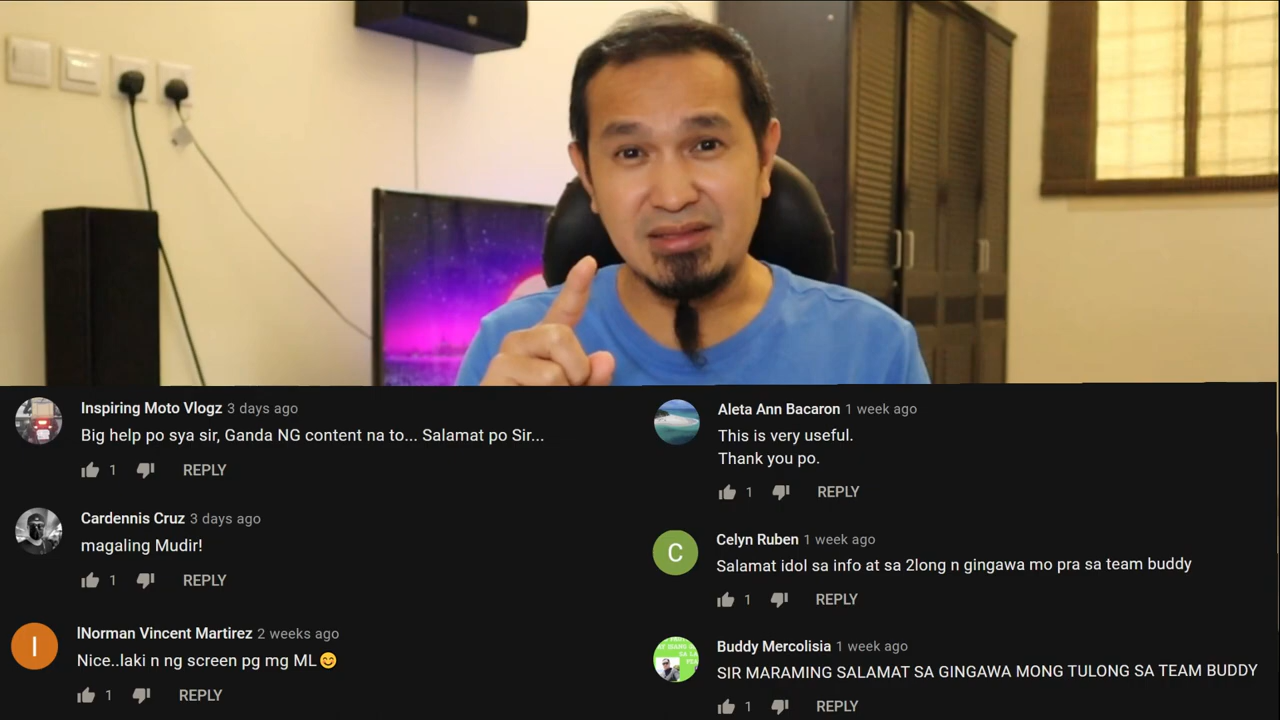 Inspiring Moto Vlogz 3 days ago
Big help po sya sir, Ganda NG content na to... Salamat po Sir...
1 REPLY
Cardennis Cruz 3 days ago
magaling Mudir!
1 REPLY
I
lNorman Vincent Martirez 2 weeks ago
Nice..laki n ng screen pg mg ML😊
1 REPLY
Aleta Ann Bacaron 1 week ago
This is very useful.
Thank you po.
1 REPLY
C
Celyn Ruben 1 week ago
Salamat idol sa info at sa 2long n gingawa mo pra sa team buddy
1 REPLY
Buddy Mercolisia 1 week ago
SIR MARAMING SALAMAT SA GINGAWA MONG TULONG SA TEAM BUDDY
1 REPLY